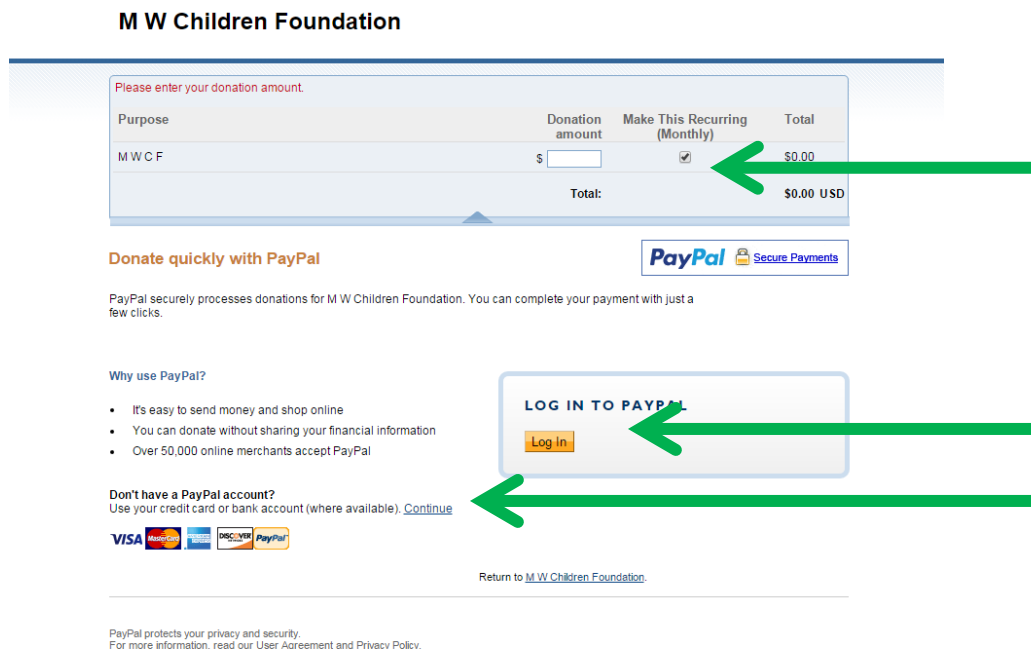 M W Children Foundation
Please enter your donation amount.
Purpose Donation amount Make This Recurring (Monthly) Total
M W C F $ $0.00
Total: $0.00 USD
Donate quickly with PayPal
PayPal Secure Payments
PayPal securely processes donations for M W Children Foundation. You can complete your payment with just a
few clicks.
Why use PayPal?
It's easy to send money and shop online
You can donate without sharing your financial information
Over 50,000 online merchants accept PayPal
LOG IN TO PAYPAL
Log In
Don't have a PayPal account?
Use your credit card or bank account (where available). Continue
VISA MasterCard DISCOVER PayPal
Return to M W Children Foundation.
PayPal protects your privacy and security.
For more information, read our User Agreement and Privacy Policy.